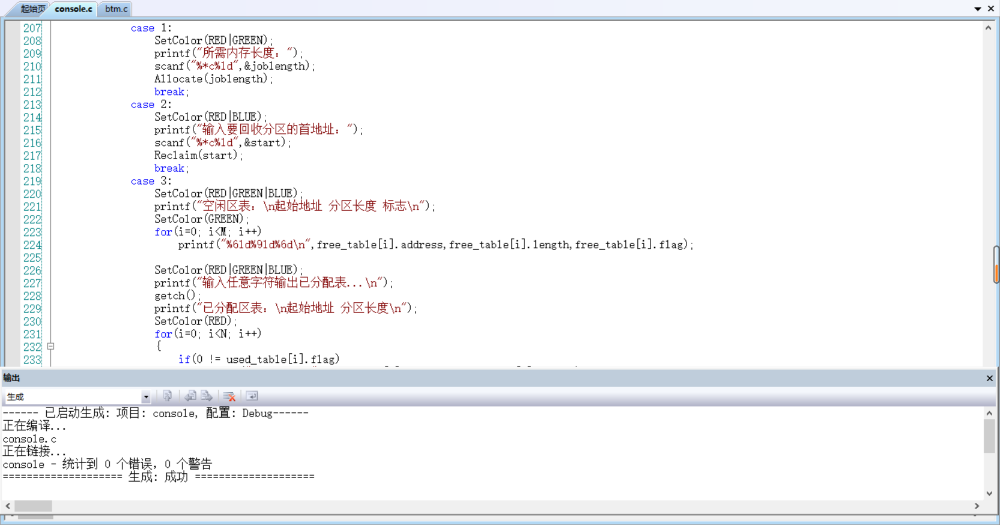 起始页 console.c btm.c
207 case 1:
208 SetColor(RED|GREEN);
209 printf("所需内存长度：");
210 scanf("%*c%ld",&joblength);
211 Allocate(joblength);
212 break;
213 case 2:
214 SetColor(RED|BLUE);
215 printf("输入要回收分区的首地址：");
216 scanf("%*c%ld",&start);
217 Reclaim(start);
218 break;
219 case 3:
220 SetColor(RED|GREEN|BLUE);
221 printf("空闲区表：\n起始地址 分区长度 标志\n");
222 SetColor(GREEN);
223 for(i=0; i<M; i++)
224 printf("%6ld%9ld%6d\n",free_table[i].address,free_table[i].length,free_table[i].flag);
225
226 SetColor(RED|GREEN|BLUE);
227 printf("输入任意字符输出已分配表...\n");
228 getch();
229 printf("已分配区表：\n起始地址 分区长度\n");
230 SetColor(RED);
231 for(i=0; i<N; i++)
232 {
233 if(0 != used_table[i].flag)
输出
生成
------ 已启动生成: 项目: console, 配置: Debug------
正在编译...
console.c
正在链接...
console - 统计到 0 个错误, 0 个警告
==================== 生成: 成功 ====================